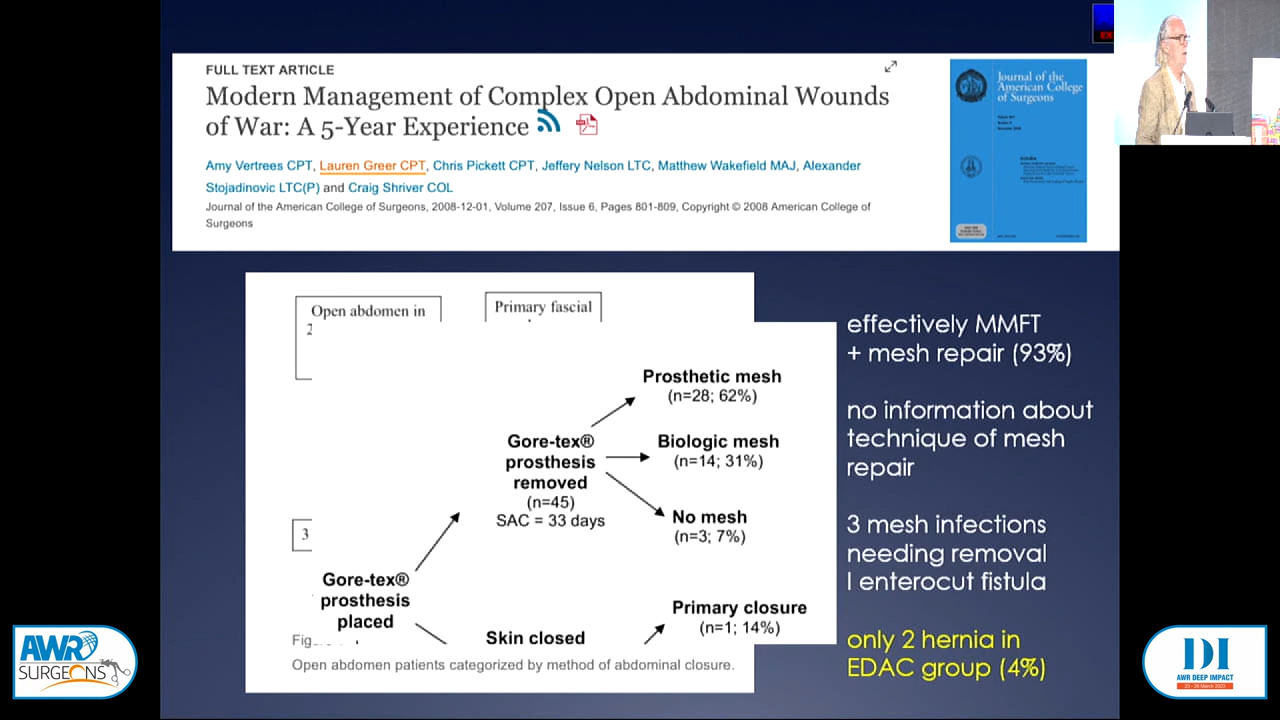 FULL TEXT ARTICLE
Modern Management of Complex Open Abdominal Wounds
of War: A 5-Year Experience
Amy Vertrees CPT, Lauren Greer CPT, Chris Pickett CPT, Jeffery Nelson LTC, Matthew Wakefield MAJ, Alexander
Stojadinovic LTC(P) and Craig Shriver COL
Journal of the American College of Surgeons, 2008-12-01, Volume 207, Issue 6, Pages 801-809, Copyright © 2008 American College of
Surgeons
Journal of the
American College
of Surgeons
Open abdomen in
2
Primary fascial
Prosthetic mesh
(n=28; 62%)
Gore-tex®
prosthesis
removed
(n=45)
SAC = 33 days
Biologic mesh
(n=14; 31%)
No mesh
(n=3; 7%)
3
Gore-tex®
prosthesis
placed
Skin closed
Primary closure
(n=1; 14%)
Fig
Open abdomen patients categorized by method of abdominal closure.
effectively MMFT
+ mesh repair (93%)
no information about
technique of mesh
repair
3 mesh infections
needing removal
I enterocut fistula
only 2 hernia in
EDAC group (4%)
AWR
SURGEONS
DI
AWR DEEP IMPACT